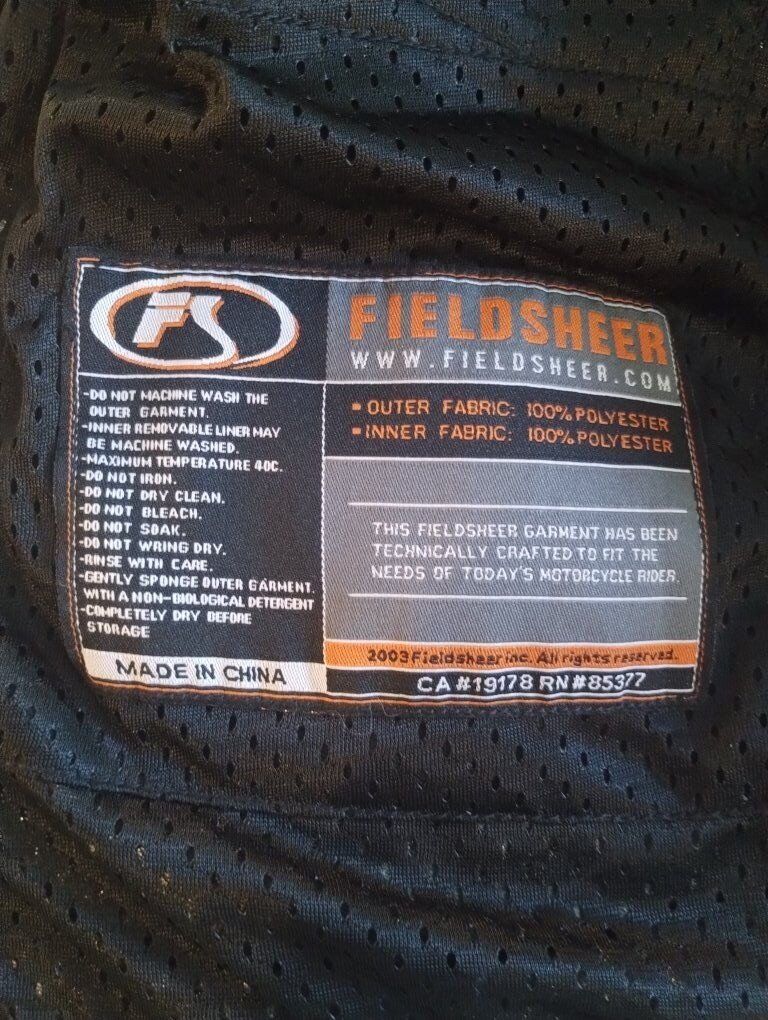 FS
FIELDSHEER
WWW.FIELDSHEER.COM
-DO NOT MACHINE WASH THE
OUTER GARMENT.
-INNER REMOVABLE LINER MAY
BE MACHINE WASHED.
-MAXIMUM TEMPERATURE 40C.
-DO NOT IRON.
-DO NOT DRY CLEAN.
-DO NOT BLEACH.
-DO NOT SOAK.
-DO NOT WRING DRY.
-RINSE WITH CARE.
-GENTLY SPONGE OUTER GARMENT.
WITH A NON-BIOLOGICAL DETERGENT
-COMPLETELY DRY BEFORE
STORAGE
MADE IN CHINA
▪ OUTER FABRIC: 100% POLYESTER
▪ INNER FABRIC: 100% POLYESTER
THIS FIELDSHEER GARMENT HAS BEEN
TECHNICALLY CRAFTED TO FIT THE
NEEDS OF TODAY'S MOTORCYCLE RIDER.
2003 Fieldsheer inc. All rights reserved.
CA #19178 RN #85377